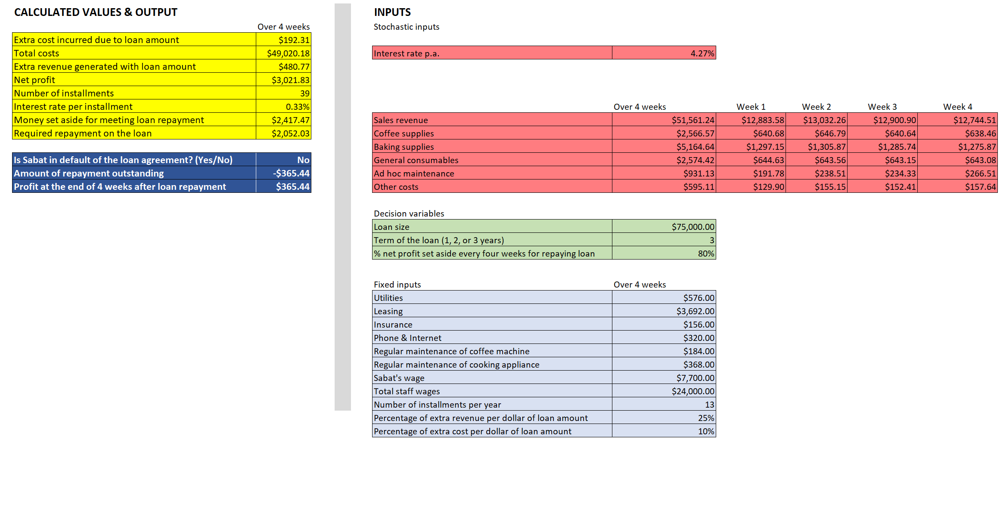 CALCULATED VALUES & OUTPUT
Over 4 weeks
Extra cost incurred due to loan amount $192.31
Total costs $49,020.18
Extra revenue generated with loan amount $480.77
Net profit $3,021.83
Number of installments 39
Interest rate per installment 0.33%
Money set aside for meeting loan repayment $2,417.47
Required repayment on the loan $2,052.03
Is Sabat in default of the loan agreement? (Yes/No) No
Amount of repayment outstanding -$365.44
Profit at the end of 4 weeks after loan repayment $365.44
INPUTS
Stochastic inputs
Interest rate p.a. 4.27%
Over 4 weeks Week 1 Week 2 Week 3 Week 4
Sales revenue $51,561.24 $12,883.58 $13,032.26 $12,900.90 $12,744.51
Coffee supplies $2,566.57 $640.68 $646.79 $640.64 $638.46
Baking supplies $5,164.64 $1,297.15 $1,305.87 $1,285.74 $1,275.87
General consumables $2,574.42 $644.63 $643.56 $643.15 $643.08
Ad hoc maintenance $931.13 $191.78 $238.51 $234.33 $266.51
Other costs $595.11 $129.90 $155.15 $152.41 $157.64
Decision variables
Loan size $75,000.00
Term of the loan (1, 2, or 3 years) 3
% net profit set aside every four weeks for repaying loan 80%
Fixed inputs Over 4 weeks
Utilities $576.00
Leasing $3,692.00
Insurance $156.00
Phone & Internet $320.00
Regular maintenance of coffee machine $184.00
Regular maintenance of cooking appliance $368.00
Sabat's wage $7,700.00
Total staff wages $24,000.00
Number of installments per year 13
Percentage of extra revenue per dollar of loan amount 25%
Percentage of extra cost per dollar of loan amount 10%